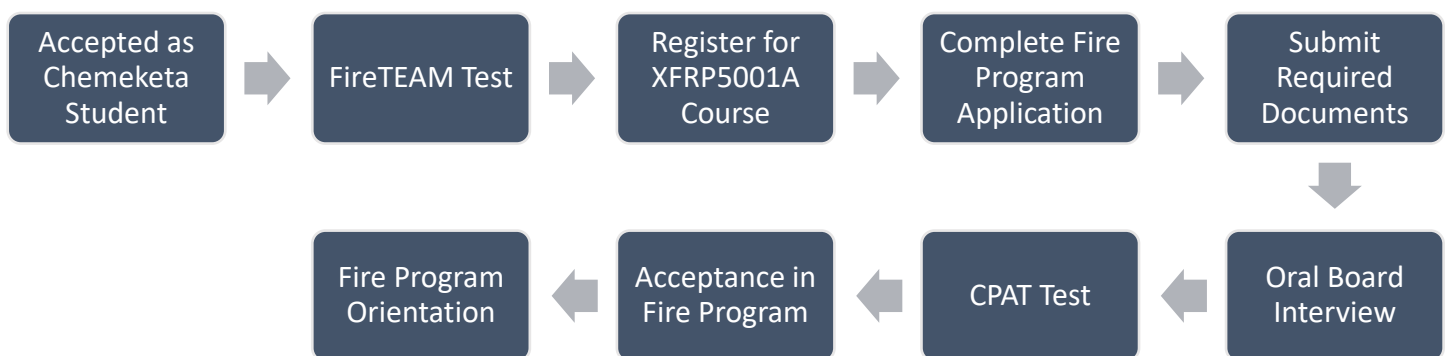 Accepted as
Chemeketa
Student
FireTEAM Test
Register for
XFRP5001A
Course
Complete Fire
Program
Application
Submit
Required
Documents
Oral Board
Interview
CPAT Test
Acceptance in
Fire Program
Fire Program
Orientation